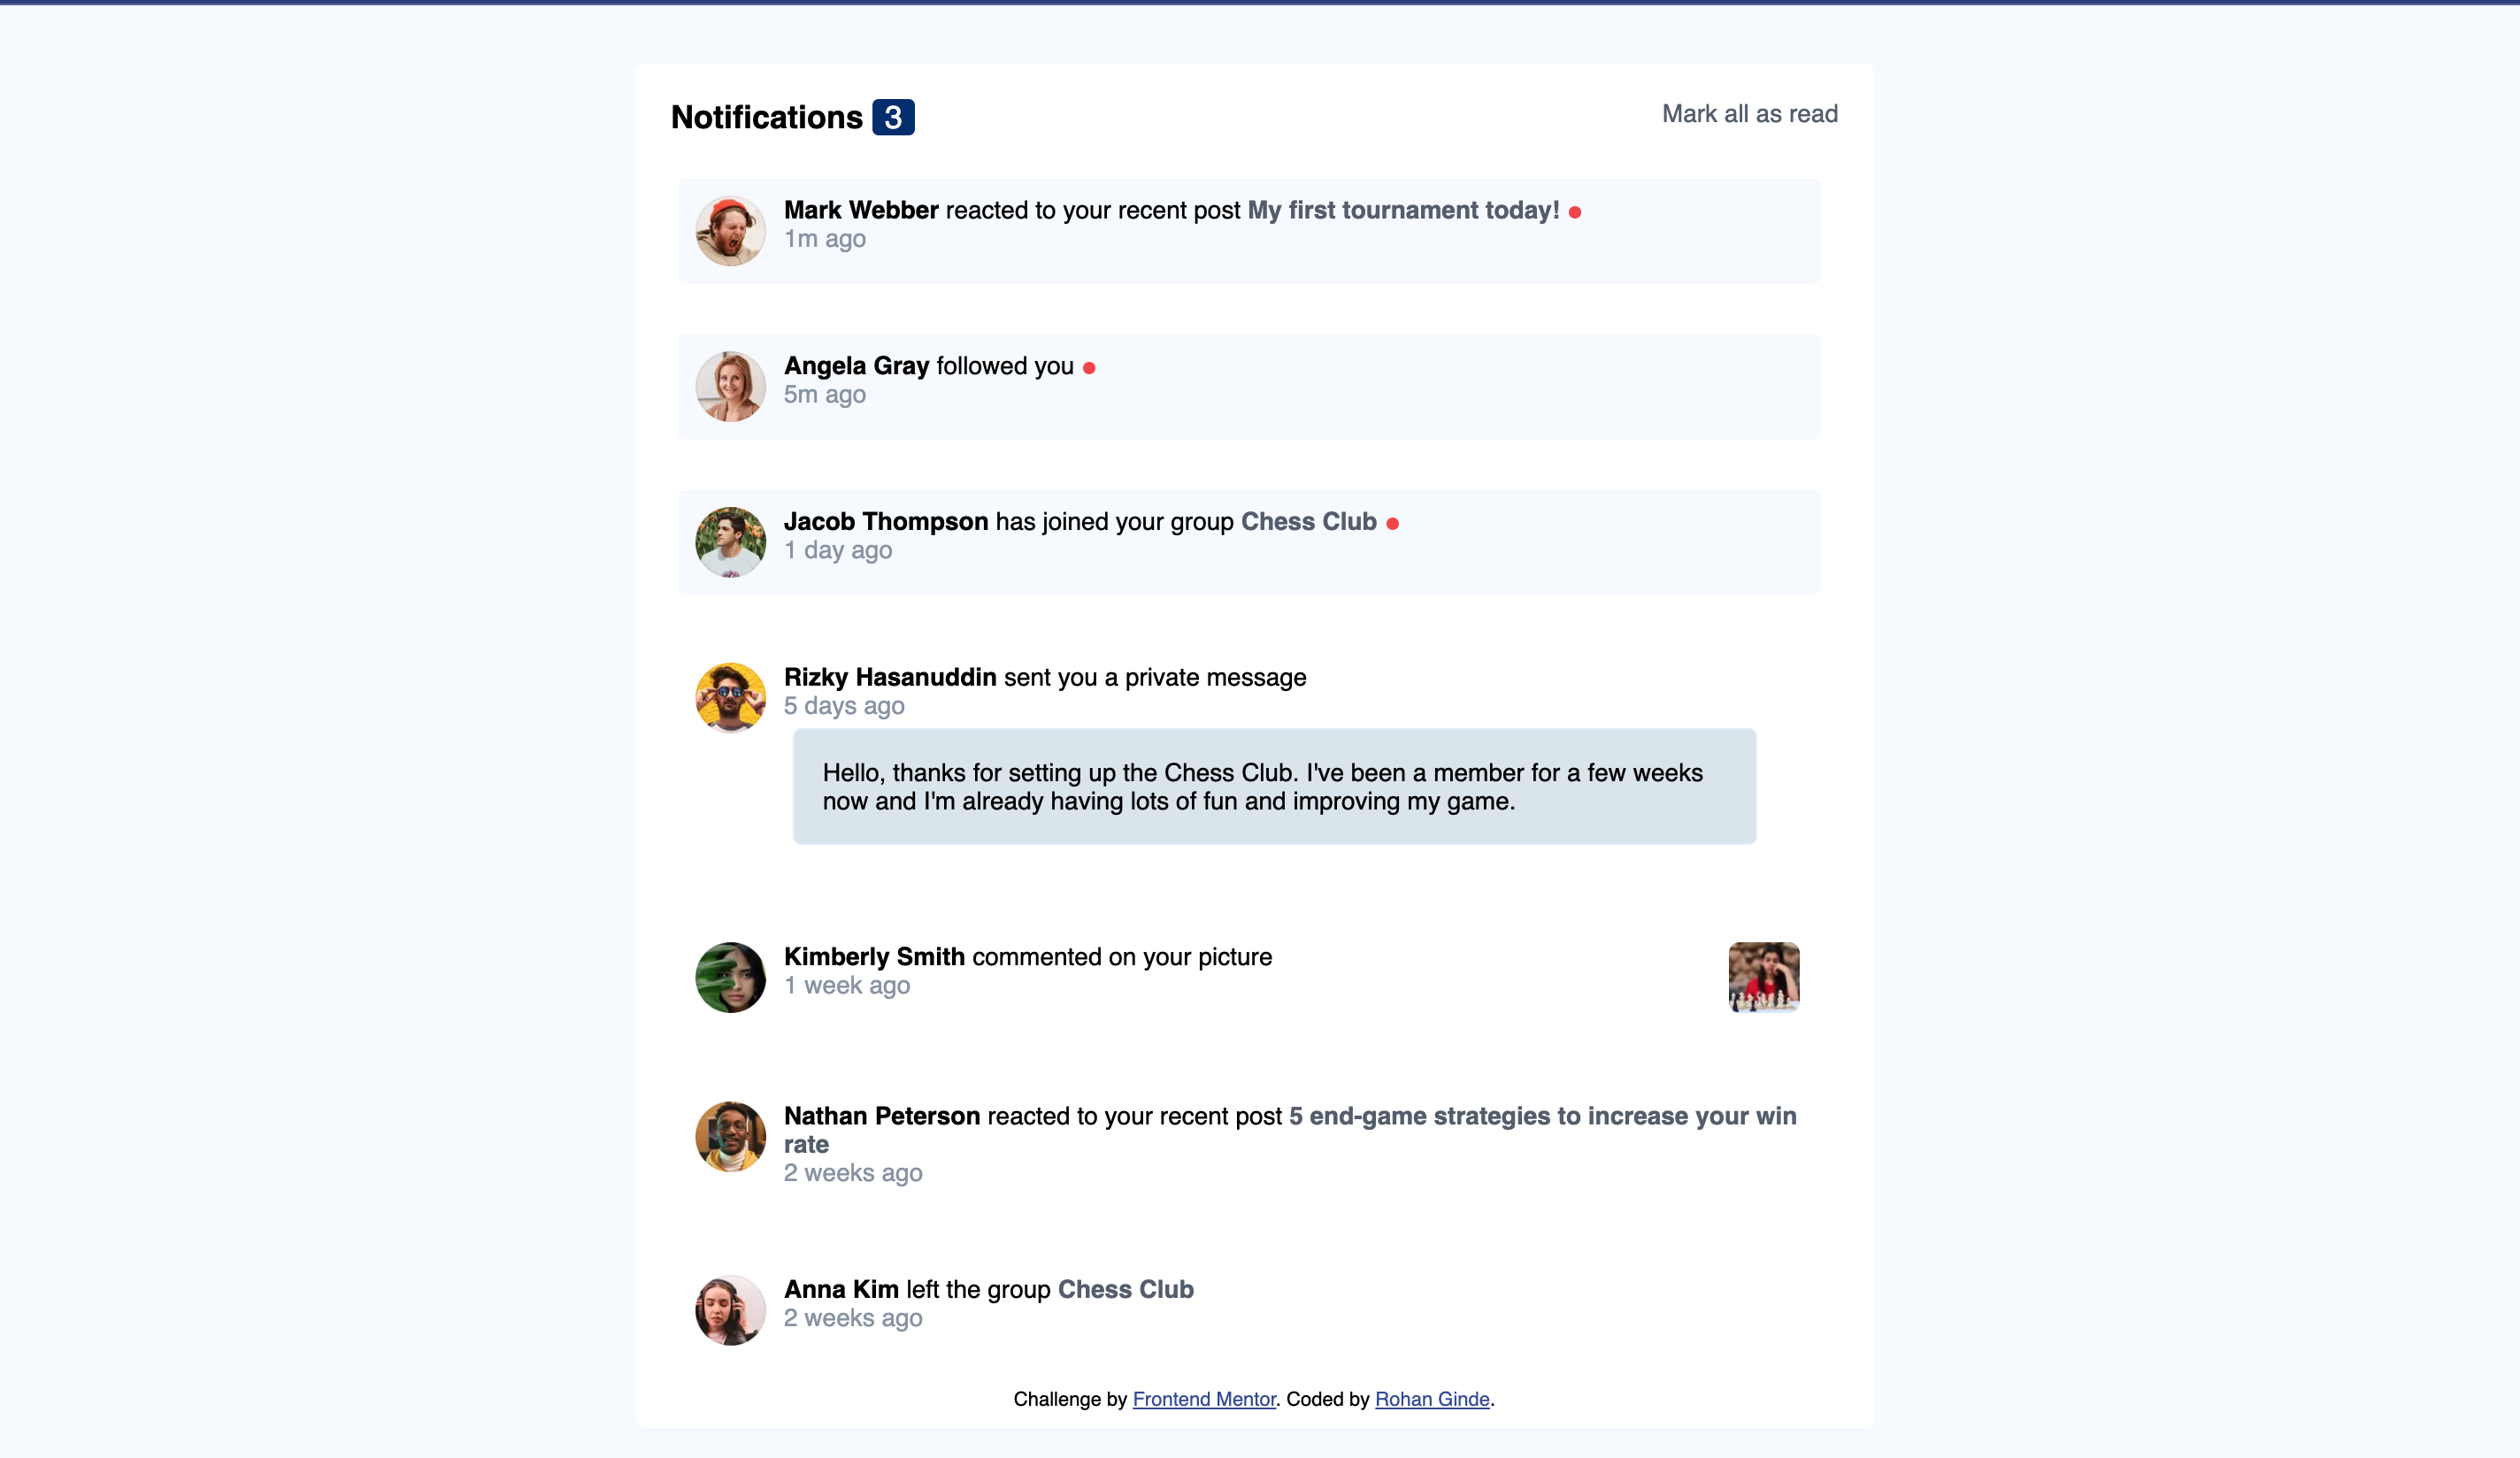 Notifications 3
Mark all as read
Mark Webber reacted to your recent post My first tournament today!
1m ago
Angela Gray followed you
5m ago
Jacob Thompson has joined your group Chess Club
1 day ago
Rizky Hasanuddin sent you a private message
5 days ago
Hello, thanks for setting up the Chess Club. I've been a member for a few weeks
now and I'm already having lots of fun and improving my game.
Kimberly Smith commented on your picture
1 week ago
Nathan Peterson reacted to your recent post 5 end-game strategies to increase your win
rate
2 weeks ago
Anna Kim left the group Chess Club
2 weeks ago
Challenge by Frontend Mentor. Coded by Rohan Ginde.